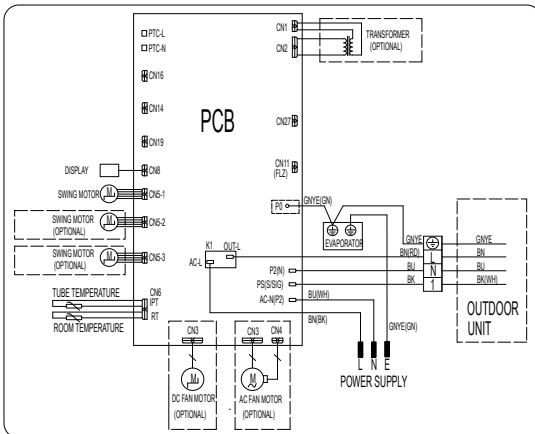 PTC-L
PTC-N
CN16
CN14
CN19
DISPLAY
CN8
SWING MOTOR
M
CN5-1
SWING MOTOR
(OPTIONAL)
M
CN5-2
SWING MOTOR
(OPTIONAL)
M
CN5-3
TUBE TEMPERATURE
CN6
IPT
RT
ROOM TEMPERATURE
PCB
CN1
CN2
TRANSFORMER
(OPTIONAL)
CN27
CN11
(FLZ)
P0
GNYE(GN)
EVAPORATOR
K1
OUT-L
AC-L
P2(N)
PS(S/SIG)
AC-N(P2)
BU(WH)
BN(BK)
GNYE
BN(RD)
BU
BK
L
N
1
GNYE
BN
BU
BK(WH)
OUTDOOR
UNIT
GNYE(GN)
L N E
POWER SUPPLY
CN3
M
DC FAN MOTOR
(OPTIONAL)
CN3
CN4
M
AC FAN MOTOR
(OPTIONAL)